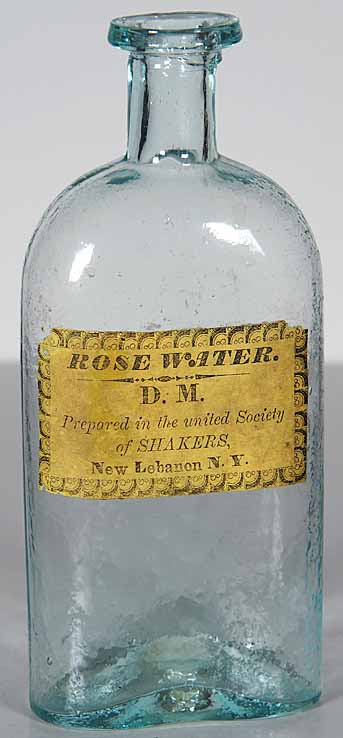 ROSE WATER.
D. M.
Prepared in the united Society
of SHAKERS,
New Lebanon N. Y.